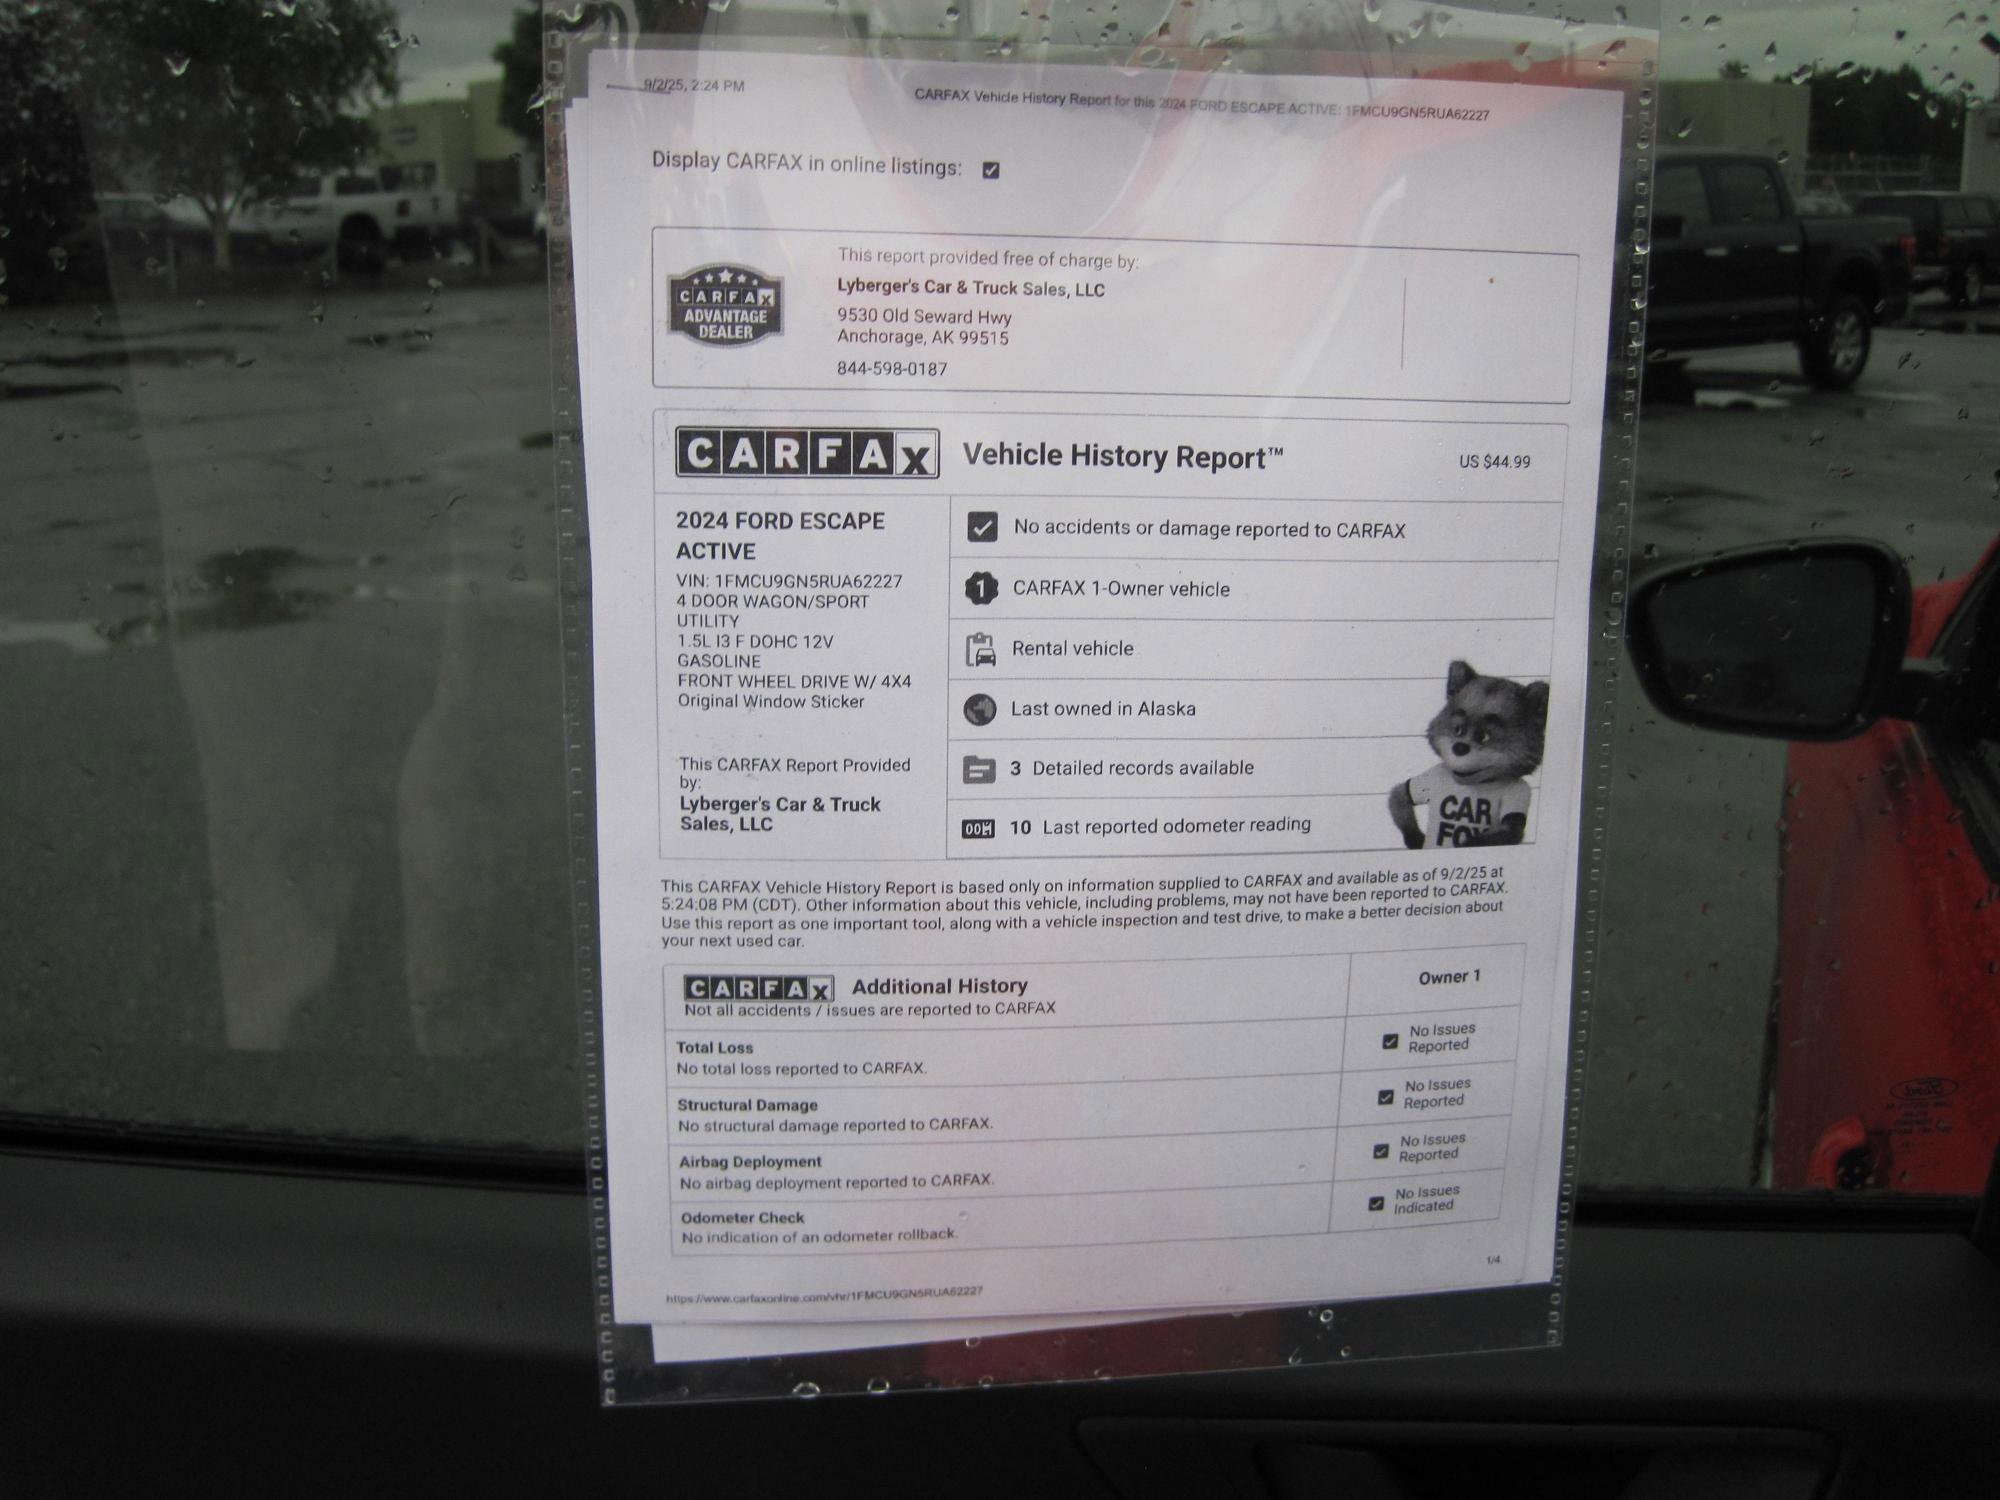 9/2/25, 2:24 PM
CARFAX Vehicle History Report for this 2024 FORD ESCAPE ACTIVE: 1FMCU9GN5RUA62227
Display CARFAX in online listings:
CARFAX
ADVANTAGE
DEALER
This report provided free of charge by:
Lyberger's Car & Truck Sales, LLC
9530 Old Seward Hwy
Anchorage, AK 99515
844-598-0187
CARFAX Vehicle History Report™
US $44.99
2024 FORD ESCAPE
ACTIVE
VIN: 1FMCU9GN5RUA62227
4 DOOR WAGON/SPORT
UTILITY
1.5L I3 F DOHC 12V
GASOLINE
FRONT WHEEL DRIVE W/ 4X4
Original Window Sticker
This CARFAX Report Provided
by:
Lyberger's Car & Truck
Sales, LLC
No accidents or damage reported to CARFAX
1 CARFAX 1-Owner vehicle
Rental vehicle
Last owned in Alaska
3 Detailed records available
10 Last reported odometer reading
CAR
FOX
This CARFAX Vehicle History Report is based only on information supplied to CARFAX and available as of 9/2/25 at
5:24:08 PM (CDT). Other information about this vehicle, including problems, may not have been reported to CARFAX.
Use this report as one important tool, along with a vehicle inspection and test drive, to make a better decision about
your next used car.
CARFAX Additional History
Not all accidents / issues are reported to CARFAX
Owner 1
Total Loss
No total loss reported to CARFAX.
No Issues
Reported
Structural Damage
No structural damage reported to CARFAX.
No Issues
Reported
Airbag Deployment
No airbag deployment reported to CARFAX.
No Issues
Reported
Odometer Check
No indication of an odometer rollback.
No Issues
Indicated
1/4
https://www.carfaxonline.com/vhr/1FMCU9GN5RUA62227